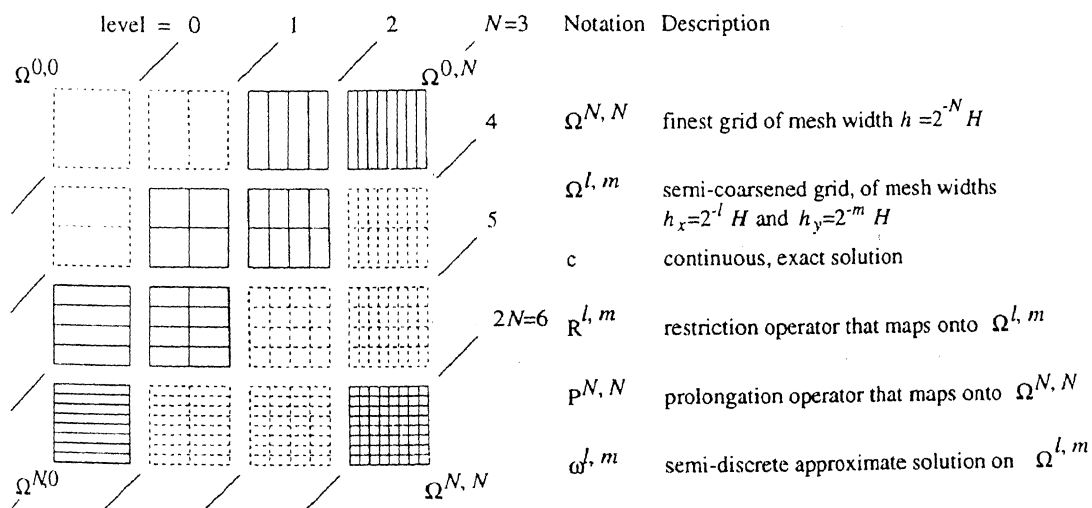 level = 0 1 2 N=3 Notation Description
Ω^{0,0} Ω^{0,N}
4 Ω^{N,N} finest grid of mesh width h=2^{-N} H
Ω^{l,m} semi-coarsened grid, of mesh widths
5 h_x=2^{-l} H and h_y=2^{-m} H
c continuous, exact solution
2N=6 R^{l,m} restriction operator that maps onto Ω^{l,m}
P^{N,N} prolongation operator that maps onto Ω^{N,N}
ω^{l,m} semi-discrete approximate solution on Ω^{l,m}
Ω^{N,0} Ω^{N,N}